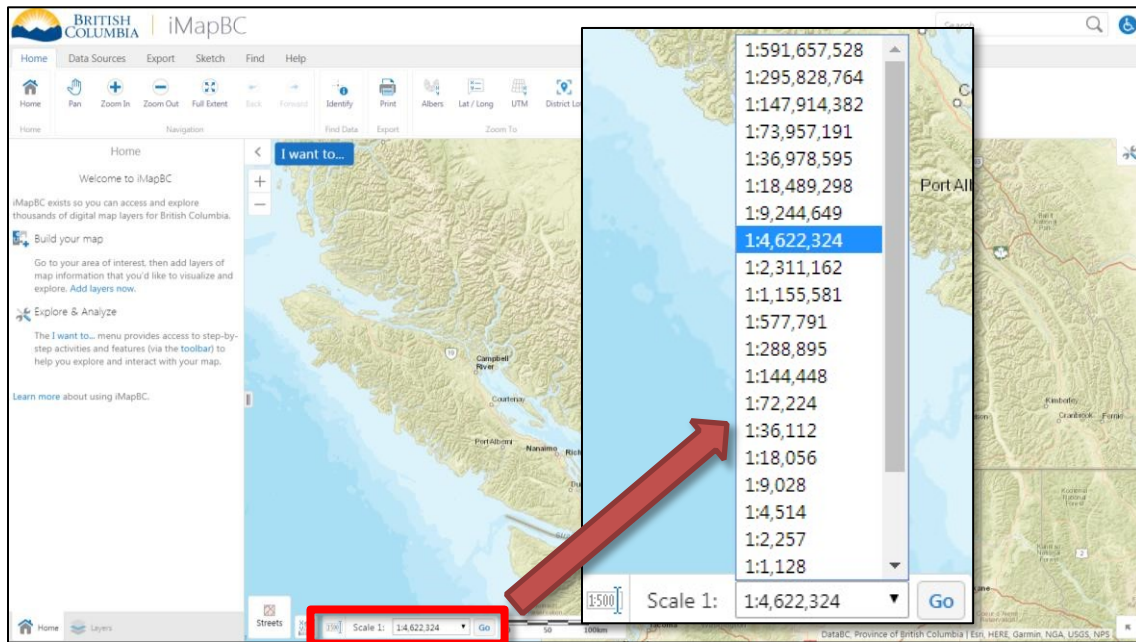 BRITISH
COLUMBIA
iMapBC
Home Data Sources Export Sketch Find Help
Home Pan Zoom In Zoom Out Full Extent Back Forward Identify Print Albers Lat / Long UTM District Lo
Home Navigation Find Data Export Zoom To
Home
Welcome to iMapBC
iMapBC exists so you can access and explore
thousands of digital map layers for British Columbia.
Build your map
Go to your area of interest, then add layers of
map information that you'd like to visualize and
explore. Add layers now.
Explore & Analyze
The I want to... menu provides access to step-by-
step activities and features (via the toolbar) to
help you explore and interact with your map.
Learn more about using iMapBC.
Home Layers
I want to...
Campbell
River
Courtenay
Port Alberni
Nanaimo
Rich
Streets
Scale 1: 1:4,622,324 Go
50 100km
1:591,657,528
1:295,828,764
1:147,914,382
1:73,957,191
1:36,978,595
1:18,489,298
1:9,244,649
1:4,622,324
1:2,311,162
1:1,155,581
1:577,791
1:288,895
1:144,448
1:72,224
1:36,112
1:18,056
1:9,028
1:4,514
1:2,257
1:1,128
1:500 Scale 1: 1:4,622,324 Go
Port Al
Kimberley
Cranbrook Fernie
DataBC, Province of British Columbia | Esri, HERE, Garmin, NGA, USGS, NPS